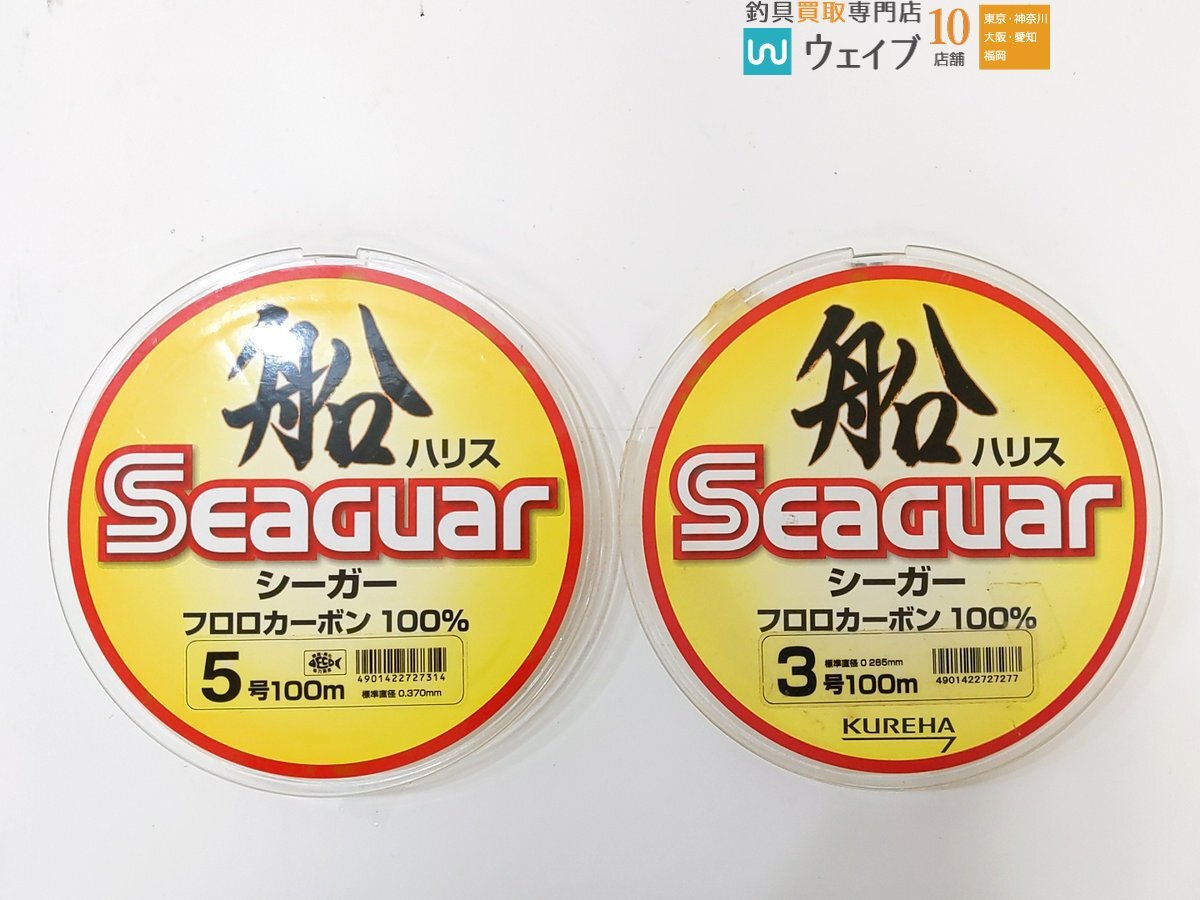 釣具買取専門店
ウェイブ
10
店舗
東京・神奈川
大阪・愛知
福岡
船
ハリス
Seaguar
シーガー
フロロカーボン 100%
5号100m
4901422727314
標準直径 0.370mm
船
ハリス
Seaguar
シーガー
フロロカーボン 100%
3号100m
標準直径 0 285mm
4901422727277
KUREHA